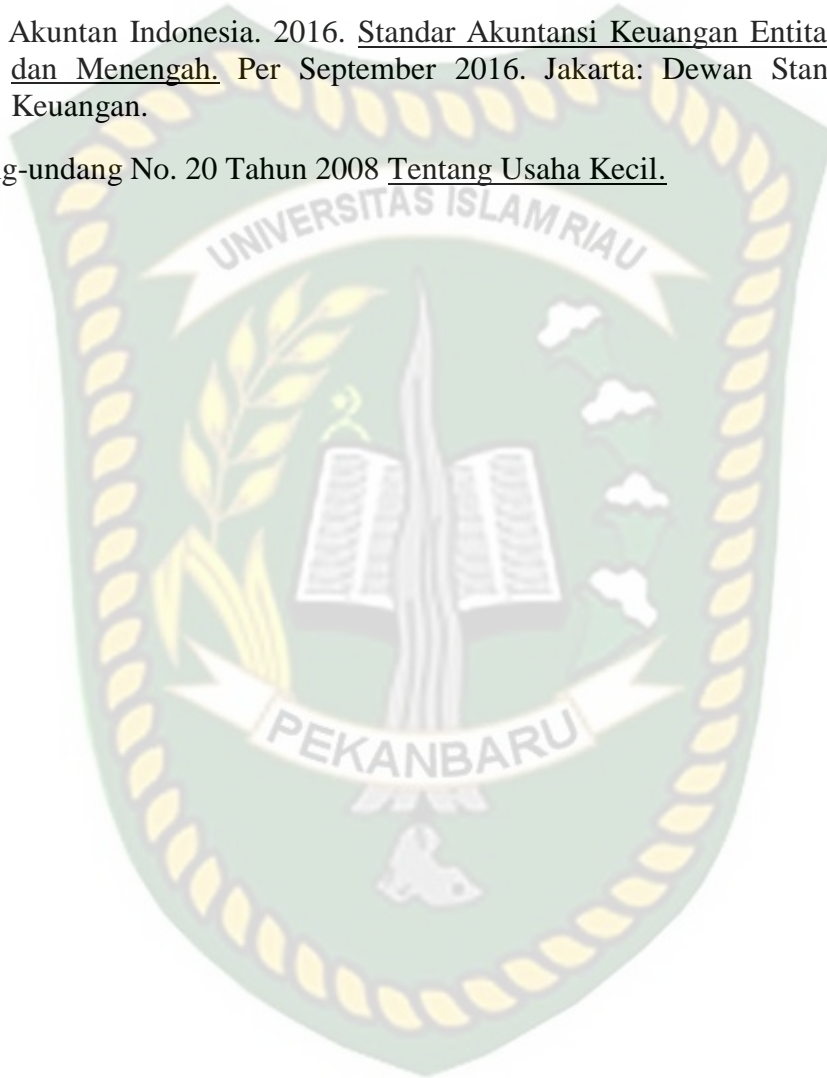 Akuntan Indonesia. 2016. Standar Akuntansi Keuangan Entita
dan Menengah. Per September 2016. Jakarta: Dewan Stan
Keuangan.
g-undang No. 20 Tahun 2008 Tentang Usaha Kecil.
UNIVERSITAS ISLAM RIAU
PEKANBARU